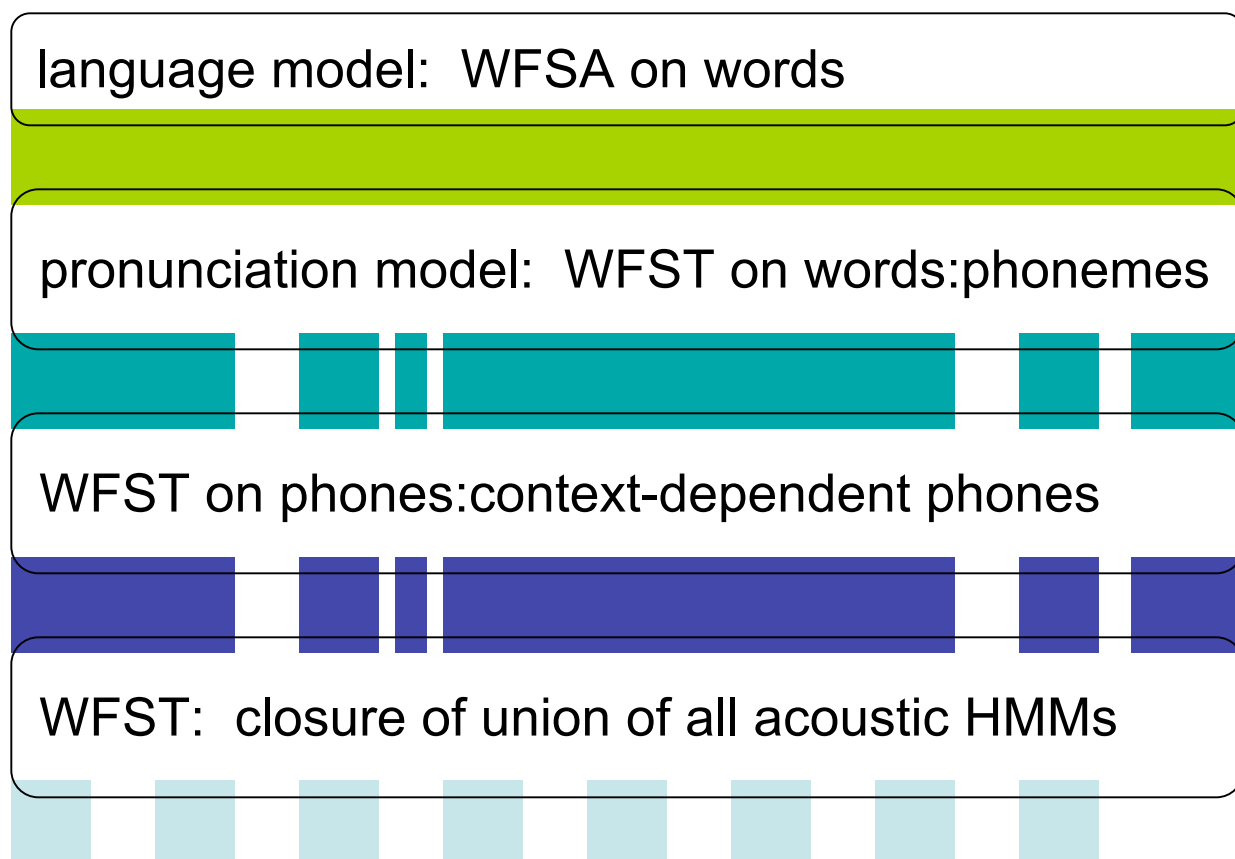 language model:  WFSA on words
pronunciation model:  WFST on words:phonemes
WFST on phones:context-dependent phones
WFST:  closure of union of all acoustic HMMs